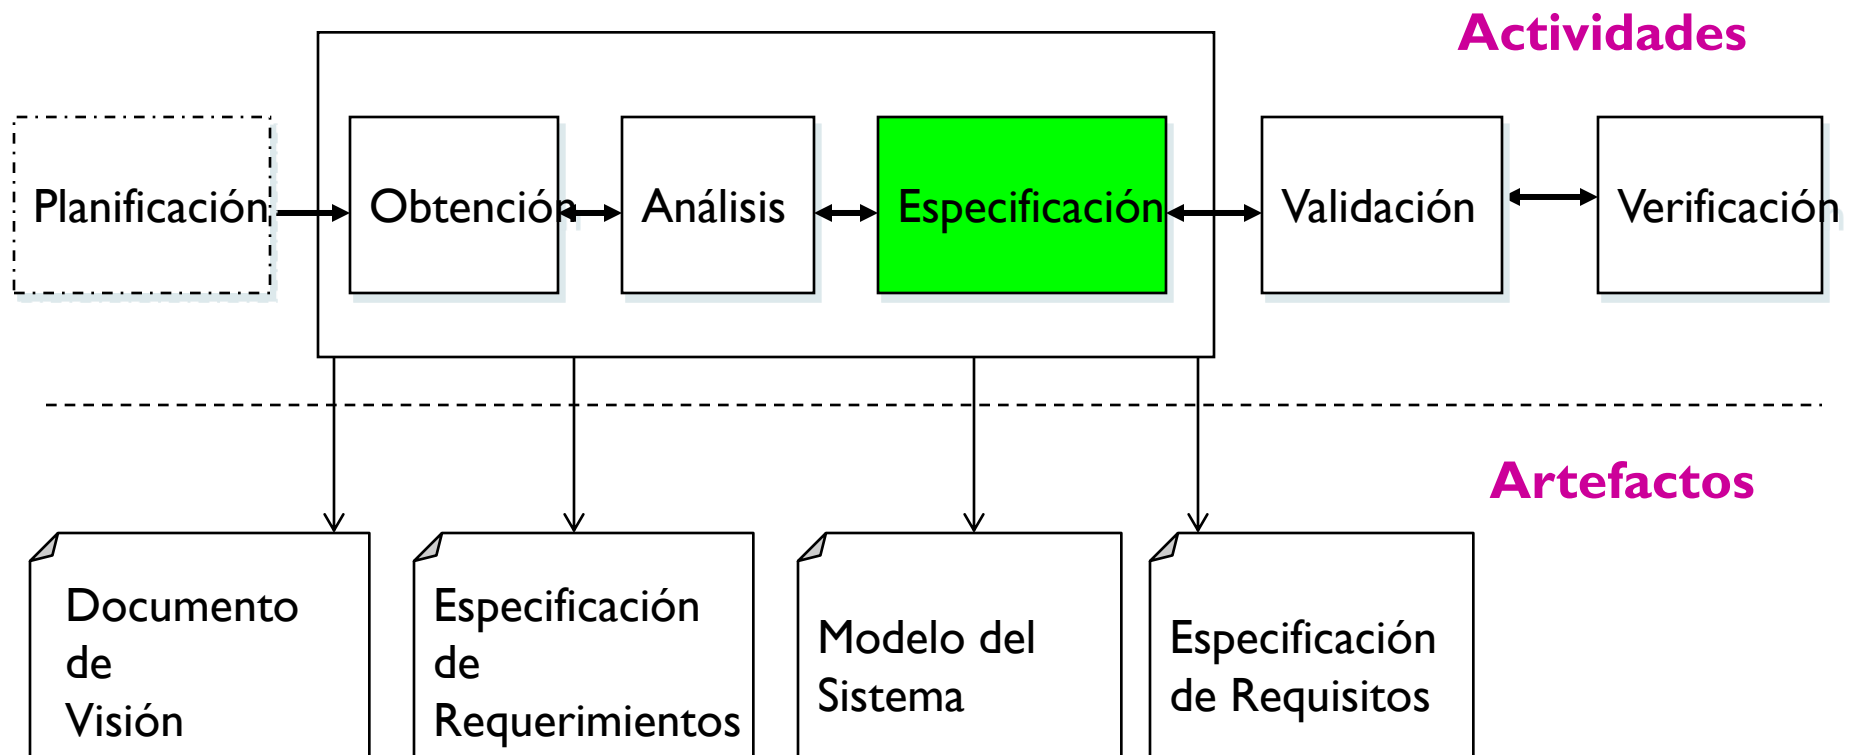 Actividades
Planificación
Obtención
Análisis
Especificación
Validación
Verificación
Artefactos
Documento
de
Visión
Especificación
de
Requerimientos
Modelo del
Sistema
Especificación
de Requisitos